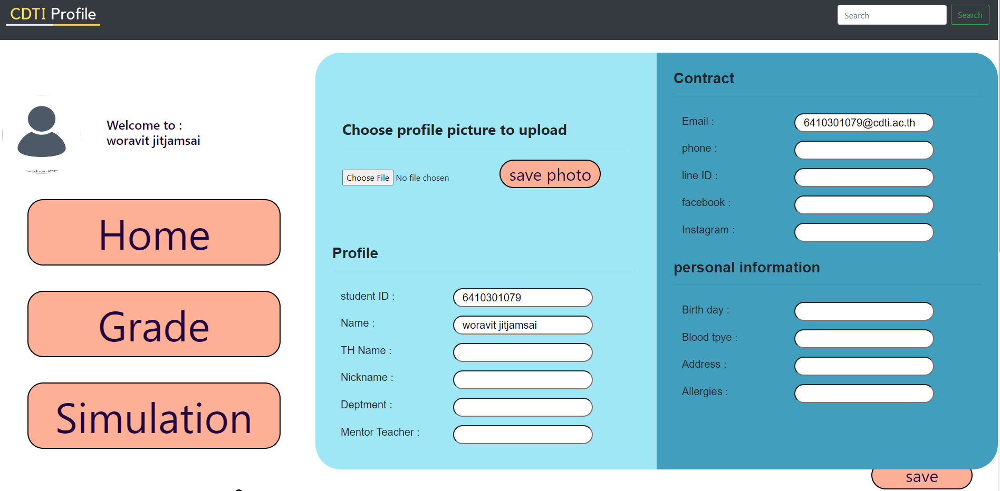 CDTI Profile
Search
Search
Welcome to :
woravit jitjamsai
Home
Grade
Simulation
Choose profile picture to upload
Choose File No file chosen
save photo
Profile
student ID : 6410301079
Name : woravit jitjamsai
TH Name :
Nickname :
Deptment :
Mentor Teacher :
Contract
Email : 6410301079@cdti.ac.th
phone :
line ID :
facebook :
Instagram :
personal information
Birth day :
Blood tpye :
Address :
Allergies :
save